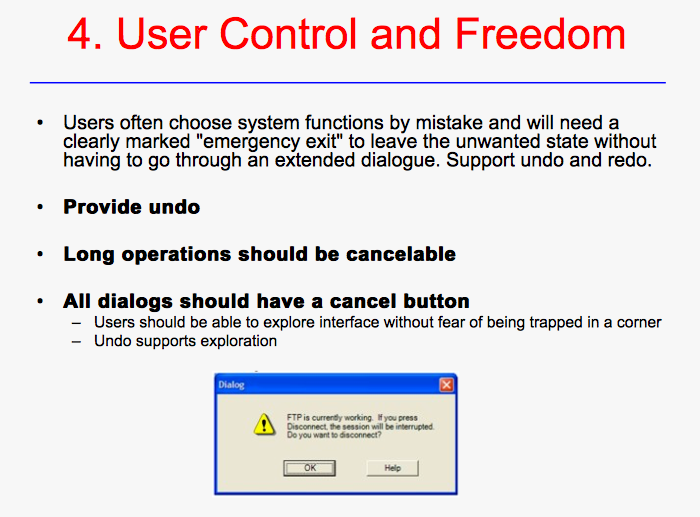 4. User Control and Freedom
• Users often choose system functions by mistake and will need a
clearly marked "emergency exit" to leave the unwanted state without
having to go through an extended dialogue. Support undo and redo.
• Provide undo
• Long operations should be cancelable
• All dialogs should have a cancel button
– Users should be able to explore interface without fear of being trapped in a corner
– Undo supports exploration
Dialog
FTP is currently working. If you press
Disconnect, the session will be interrupted.
Do you want to disconnect?
OK Help